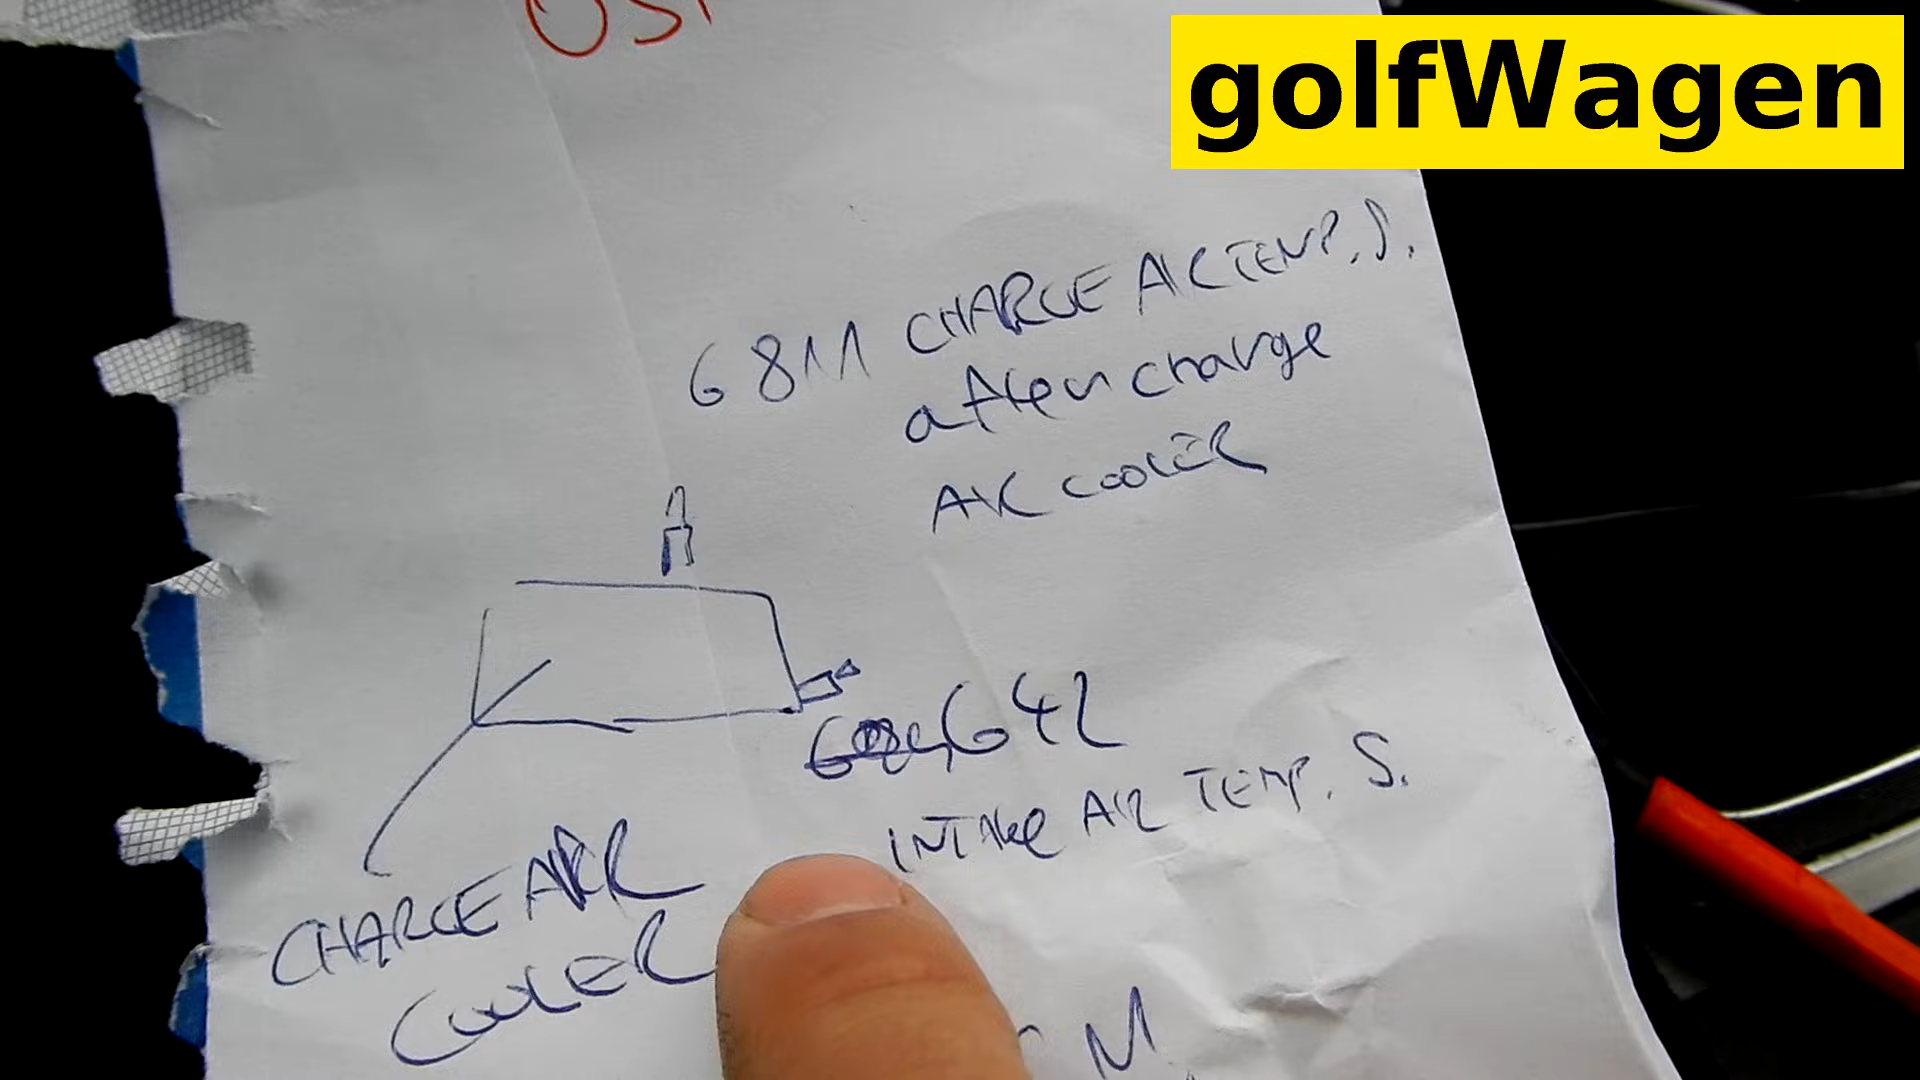 golfWagen
G811 CHARGE AIR TEMP. S.
after charge
AIR COOLER
G42
INTAKE AIR TEMP. S.
CHARGE AIR
COOLER
M